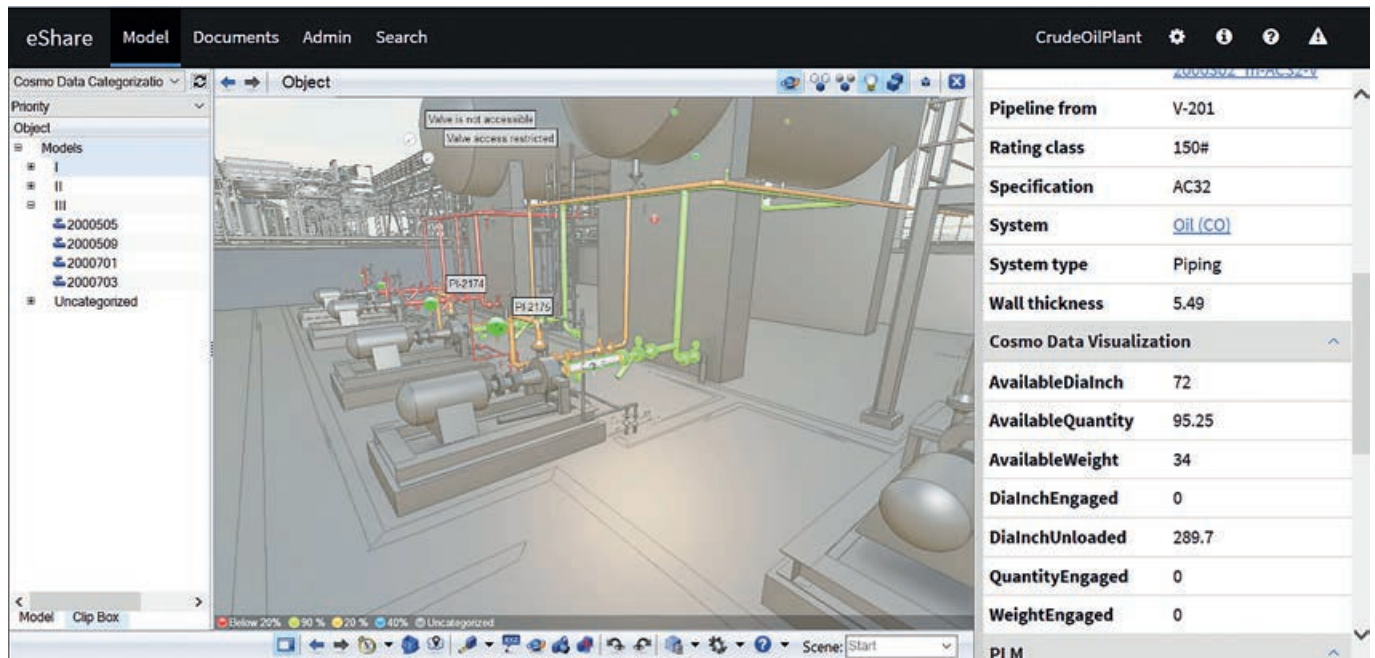 eShare Model Documents Admin Search CrudeOilPlant
Cosmo Data Categorizatio
Priority
Object
Models
I
II
III
2000505
2000509
2000701
2000703
Uncategorized
Model Clip Box
Object
Valve is not accessible
Valve access restricted
PI-2174
PI-2175
Below 20% 90 % 20 % 40% Uncategorized
Scene: Start
Pipeline from V-201
Rating class 150#
Specification AC32
System Oil (CO)
System type Piping
Wall thickness 5.49
Cosmo Data Visualization
AvailableDiaInch 72
AvailableQuantity 95.25
AvailableWeight 34
DiaInchEngaged 0
DiaInchUnloaded 289.7
QuantityEngaged 0
WeightEngaged 0
PLM